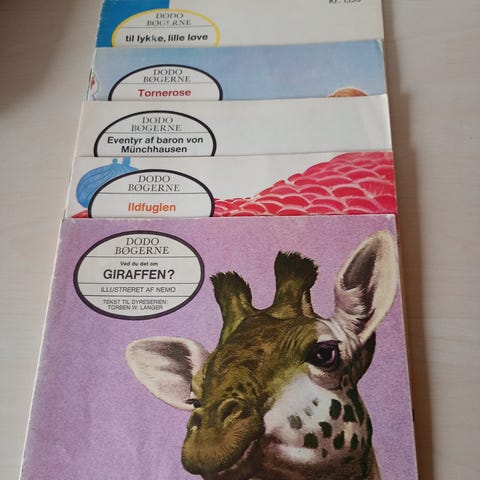 DODO
BØGERNE
til lykke, lille løve
DODO
BØGERNE
Tornerose
DODO
BØGERNE
Eventyr af baron von
Münchhausen
DODO
BØGERNE
Ildfuglen
DODO
BØGERNE
Ved du det om
GIRAFFEN?
ILLUSTRERET AF NEMO
TEKST TIL DYRESERIEN:
TORBEN W. LANGER